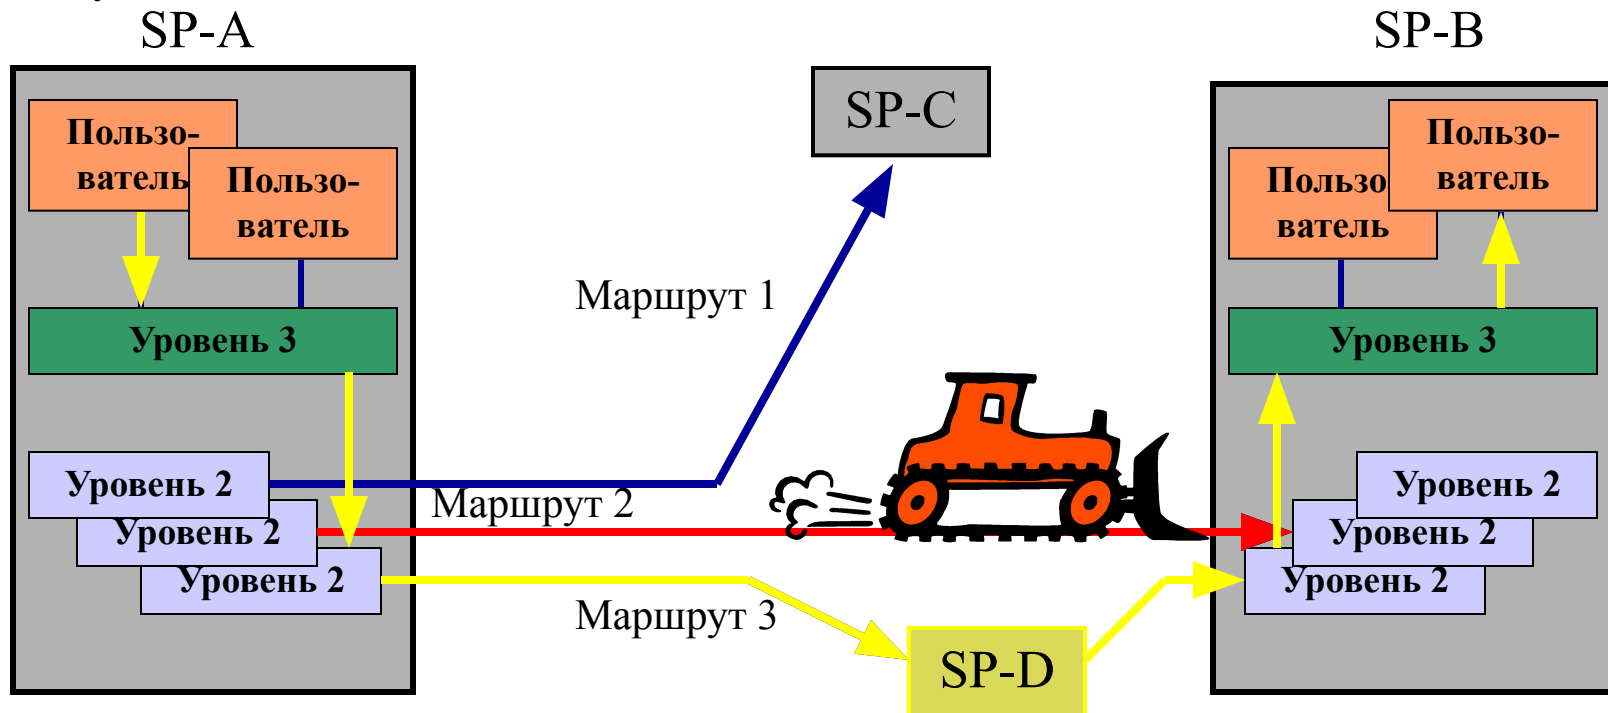 SP-A
SP-B
SP-C
Пользо-
ватель
Пользо-
ватель
Пользо
ватель
Пользо-
ватель
Маршрут 1
Уровень 3
Уровень 3
Уровень 2
Уровень 2
Уровень 2
Маршрут 2
Уровень 2
Уровень 2
Уровень 2
Маршрут 3
SP-D